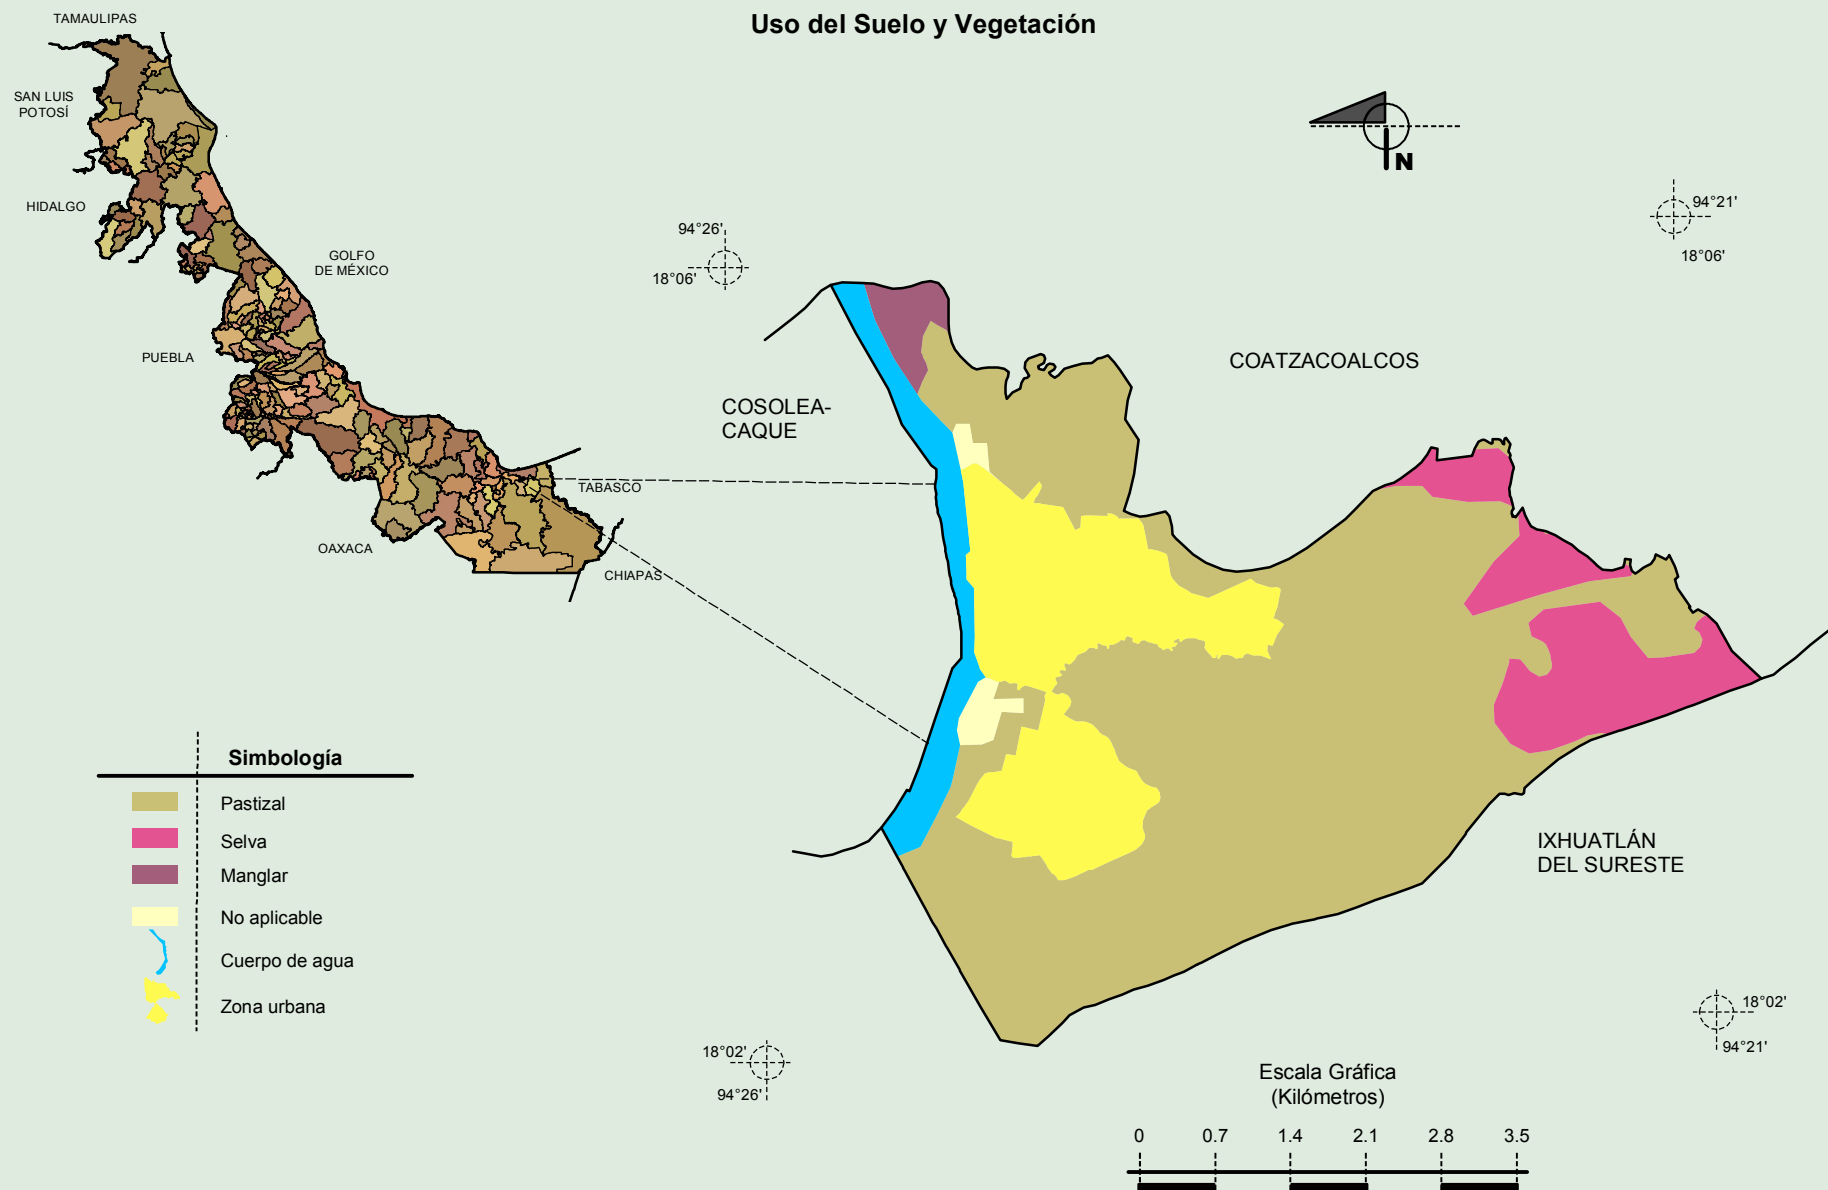 Uso del Suelo y Vegetación
TAMAULIPAS
SAN LUIS
POTOSÍ
HIDALGO
GOLFO
DE MÉXICO
PUEBLA
TABASCO
OAXACA
CHIAPAS
N
94°26'
18°06'
94°21'
18°06'
COATZACOALCOS
COSOLEA-
CAQUE
IXHUATLÁN
DEL SURESTE
Simbología
Pastizal
Selva
Manglar
No aplicable
Cuerpo de agua
Zona urbana
18°02'
94°26'
18°02'
94°21'
Escala Gráfica
(Kilómetros)
0 0.7 1.4 2.1 2.8 3.5